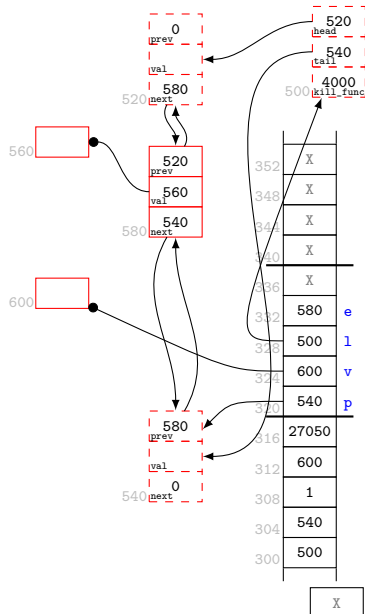 0
prev
val
580
520 next
520
head
540
tail
4000
500 kill_func
560
520
prev
560
val
540
580 next
600
580
prev
val
0
540 next
352 X
348 X
344 X
340 X
336 X
332 580 e
328 500 l
324 600 v
320 540 p
316 27050
312 600
308 1
304 540
300 500
X